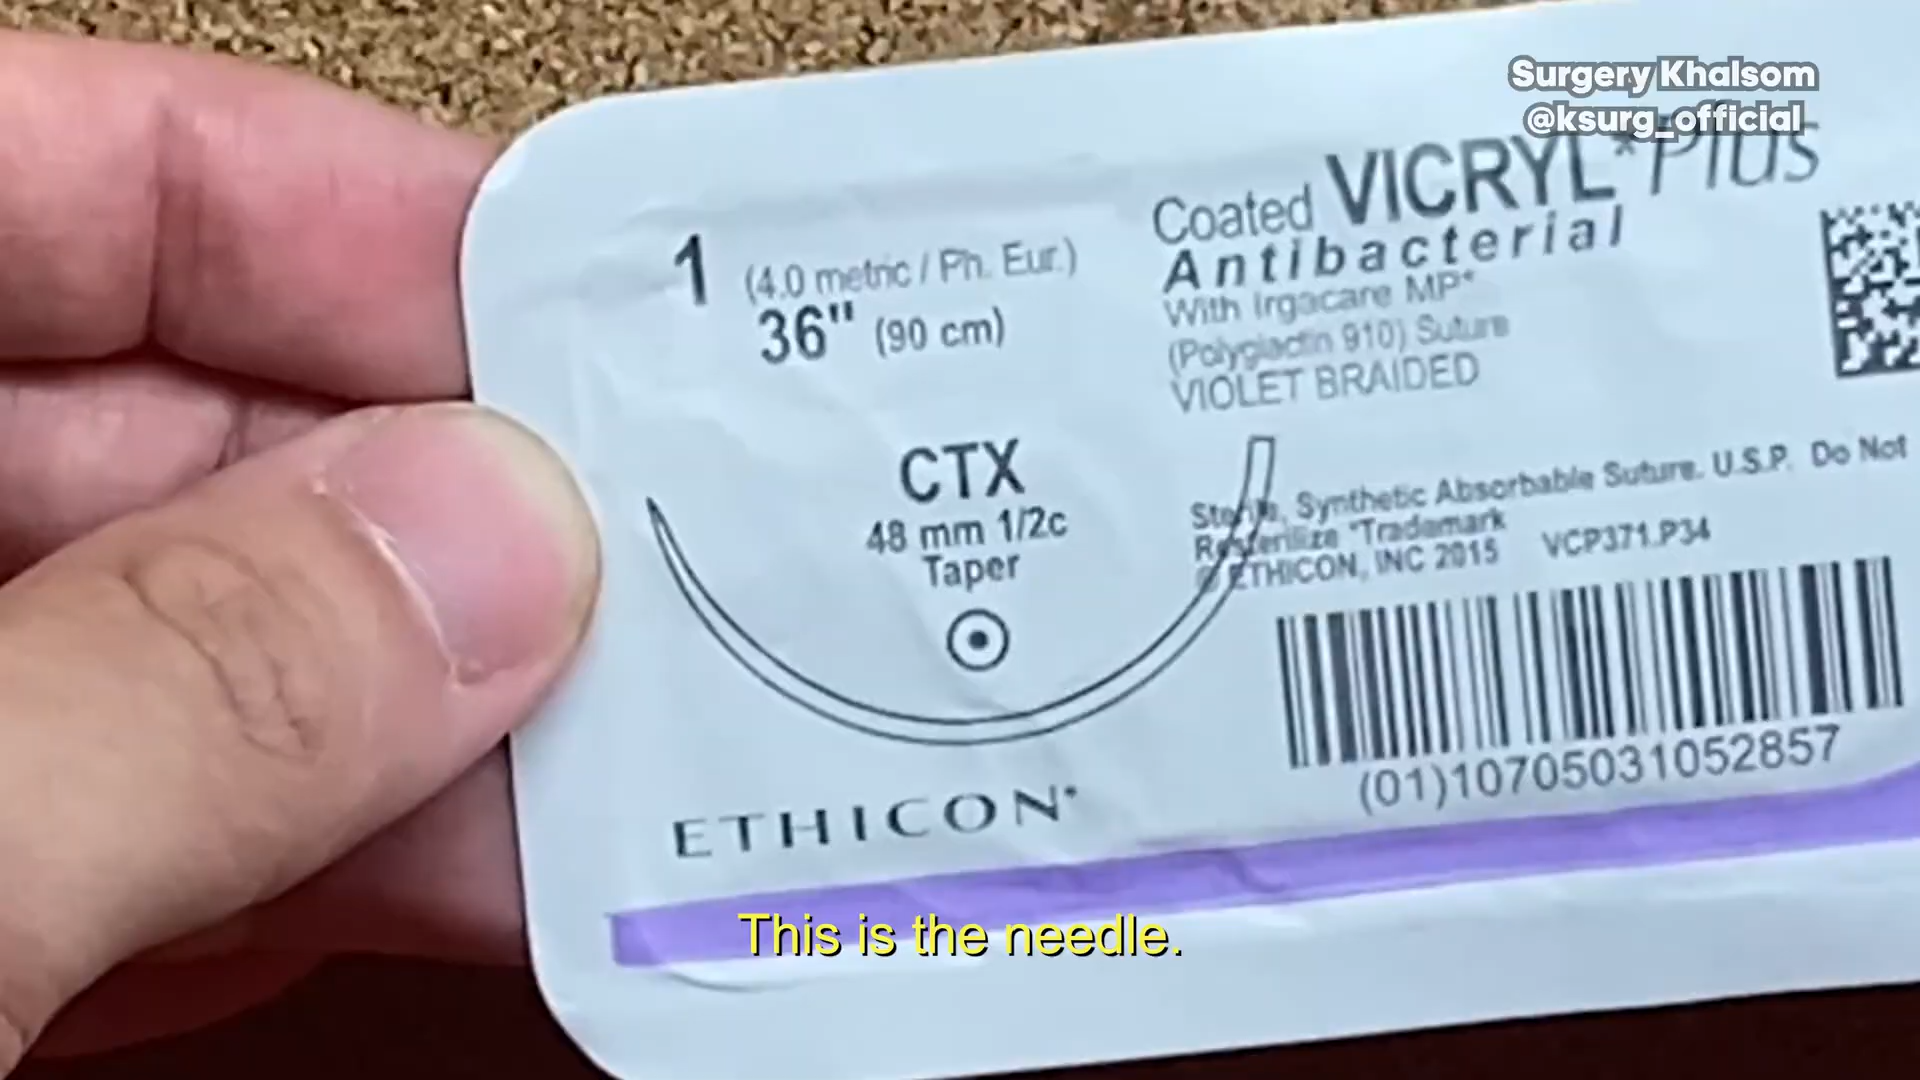 Surgery Khalsom
@ksurg_official
1 (4.0 metric / Ph. Eur.)
36" (90 cm)
Coated VICRYL* Plus
Antibacterial
With Irgacare MP*
(Polyglactin 910) Suture
VIOLET BRAIDED
CTX
48 mm 1/2c
Taper
Sterile, Synthetic Absorbable Suture. U.S.P. Do Not
Resterilize *Trademark
© ETHICON, INC 2015 VCP371.P34
(01)10705031052857
ETHICON*
This is the needle.